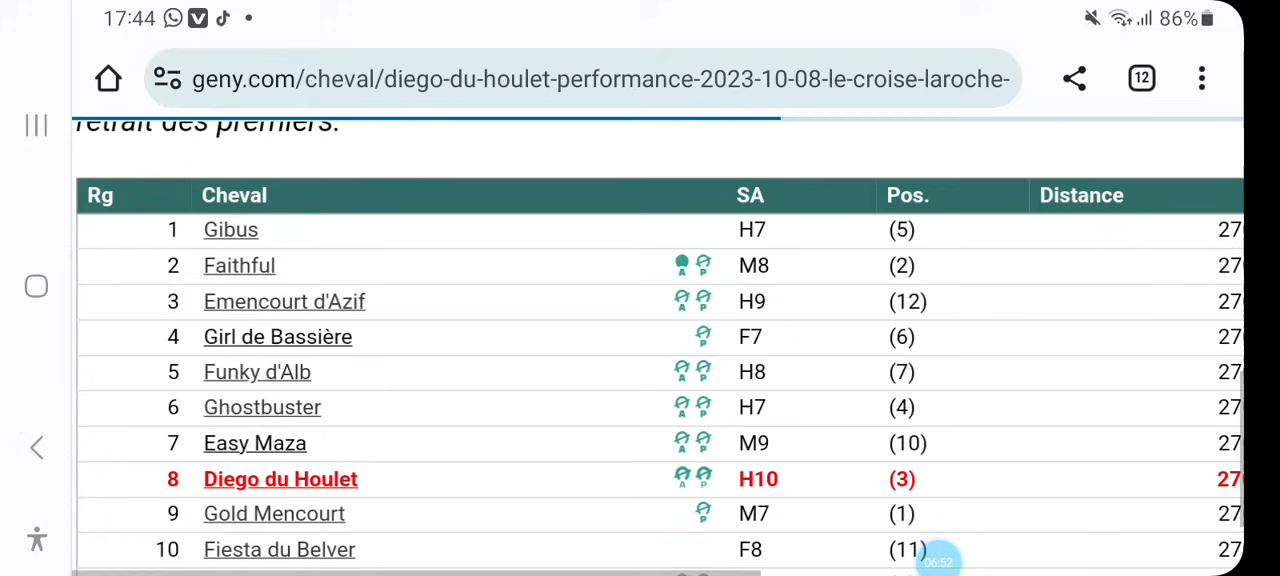 17:44 86%
geny.com/cheval/diego-du-houlet-performance-2023-10-08-le-croise-laroche- 12
retrait des premiers.
Rg Cheval SA Pos. Distance
1 Gibus H7 (5) 27
2 Faithful A P M8 (2) 27
3 Emencourt d'Azif A P H9 (12) 27
4 Girl de Bassière P F7 (6) 27
5 Funky d'Alb A P H8 (7) 27
6 Ghostbuster A P H7 (4) 27
7 Easy Maza A P M9 (10) 27
8 Diego du Houlet A P H10 (3) 27
9 Gold Mencourt P M7 (1) 27
10 Fiesta du Belver F8 (11) 27
06:52